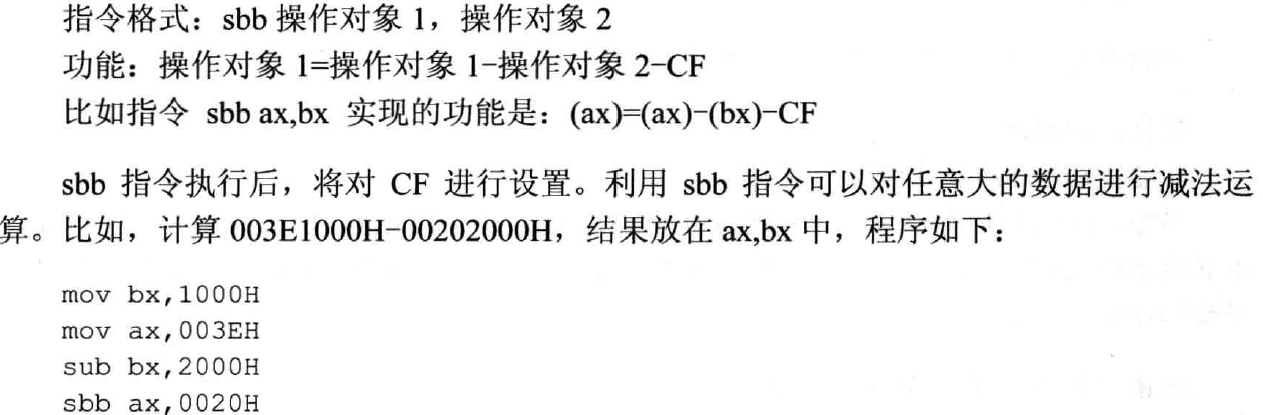 指令格式：sbb 操作对象 1，操作对象 2
功能：操作对象 1=操作对象 1-操作对象 2-CF
比如指令 sbb ax,bx 实现的功能是：(ax)=(ax)-(bx)-CF
sbb 指令执行后，将对 CF 进行设置。利用 sbb 指令可以对任意大的数据进行减法运
算。比如，计算 003E1000H-00202000H，结果放在 ax,bx 中，程序如下：
mov bx,1000H
mov ax,003EH
sub bx,2000H
sbb ax,0020H